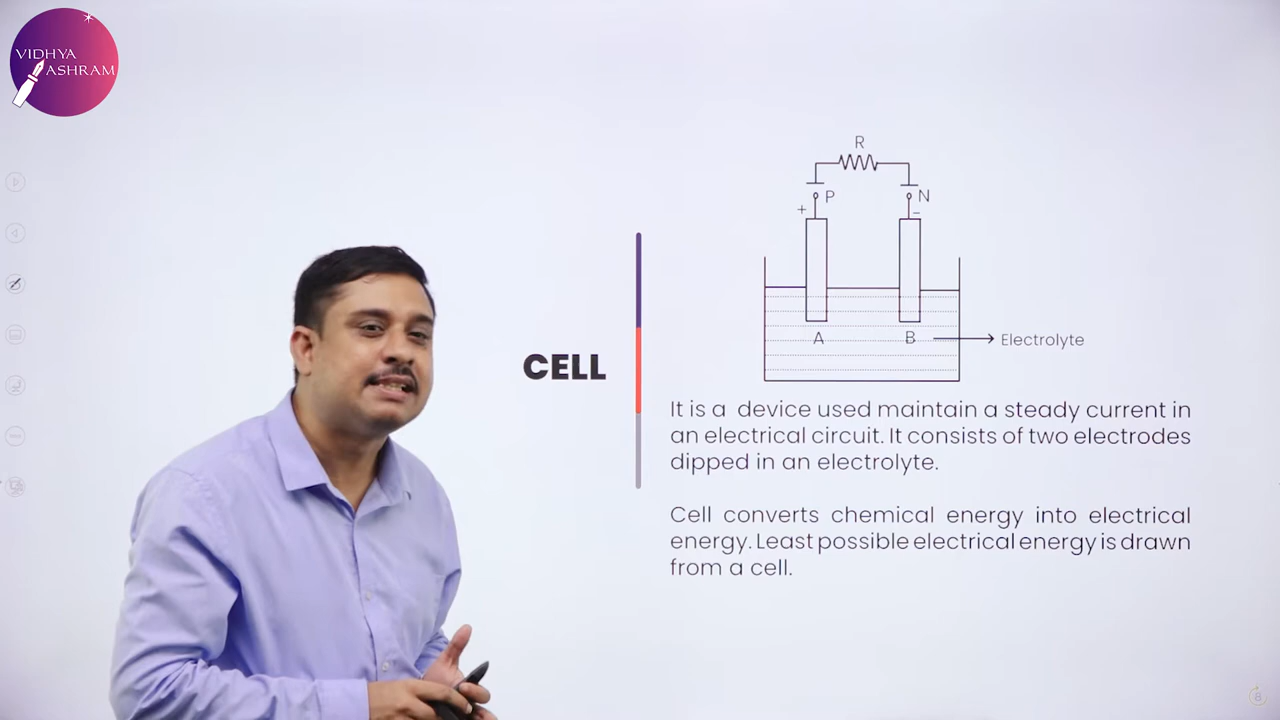 VIDHYA
ASHRAM
R
P
N
+
−
A
B
Electrolyte
CELL
It is a device used maintain a steady current in
an electrical circuit. It consists of two electrodes
dipped in an electrolyte.
Cell converts chemical energy into electrical
energy. Least possible electrical energy is drawn
from a cell.
8